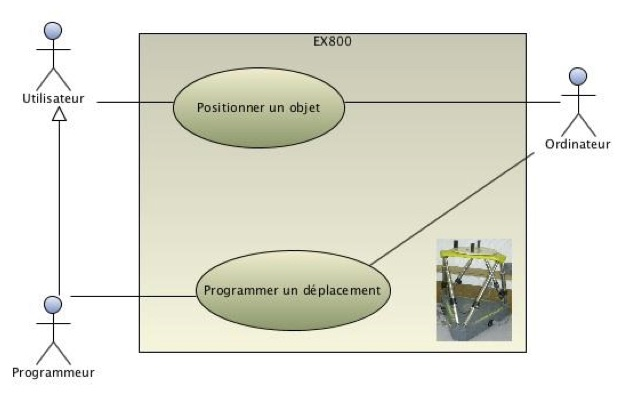 EX800
Utilisateur
Positionner un objet
Ordinateur
Programmer un déplacement
Programmeur